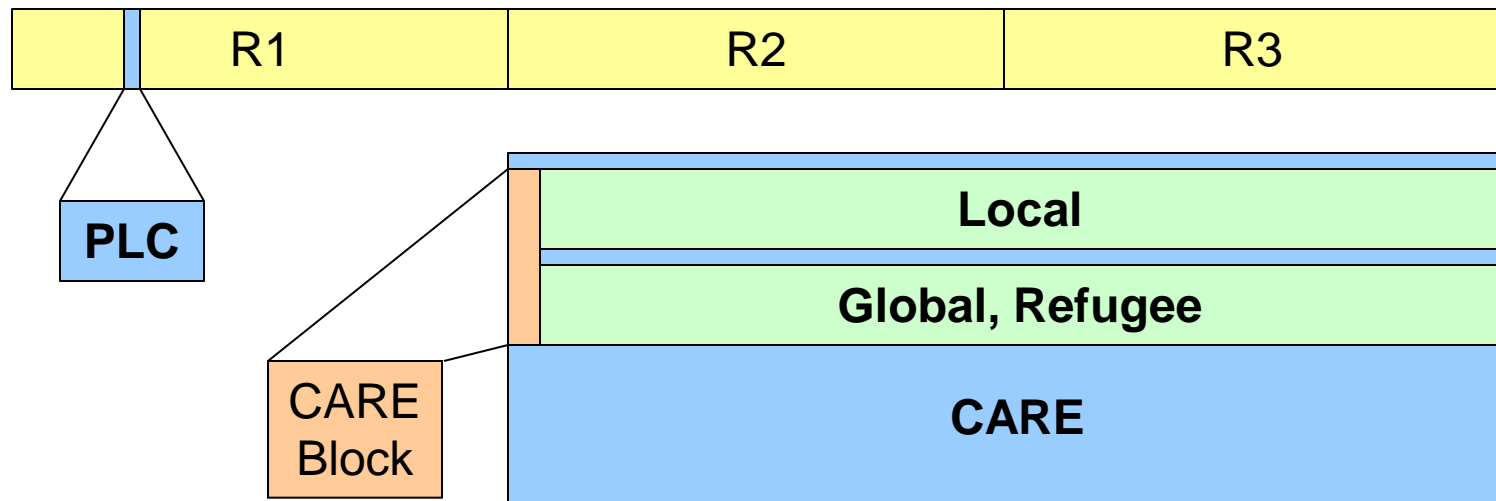 R1
R2
R3
PLC
Local
Global, Refugee
CARE
Block
CARE